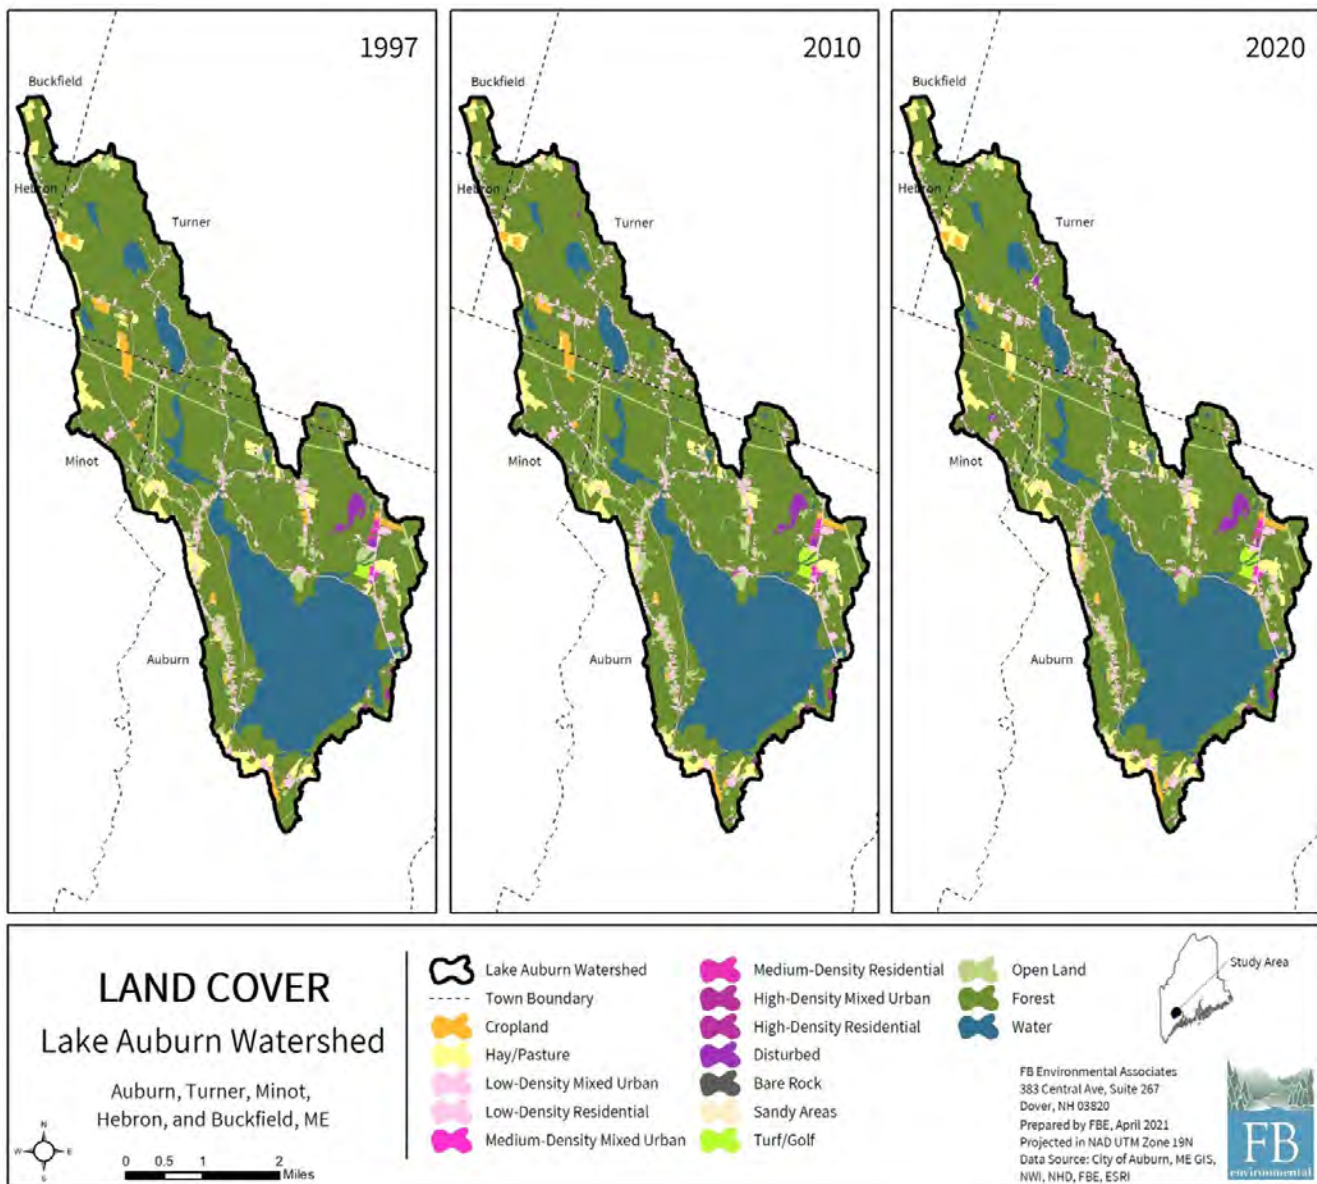 1997
Buckfield
Hebron
Turner
Minot
Auburn
2010
Buckfield
Hebron
Turner
Minot
Auburn
2020
Buckfield
Hebron
Turner
Minot
Auburn
LAND COVER
Lake Auburn Watershed
Auburn, Turner, Minot,
Hebron, and Buckfield, ME
N
W
E
S
0 0.5 1 2
Miles
Lake Auburn Watershed
Town Boundary
Cropland
Hay/Pasture
Low-Density Mixed Urban
Low-Density Residential
Medium-Density Mixed Urban
Medium-Density Residential
High-Density Mixed Urban
High-Density Residential
Disturbed
Bare Rock
Sandy Areas
Turf/Golf
Open Land
Forest
Water
Study Area
FB Environmental Associates
383 Central Ave, Suite 267
Dover, NH 03820
Prepared by FBE, April 2021
Projected in NAD UTM Zone 19N
Data Source: City of Auburn, ME GIS,
NWI, NHD, FBE, ESRI
FB
environmental